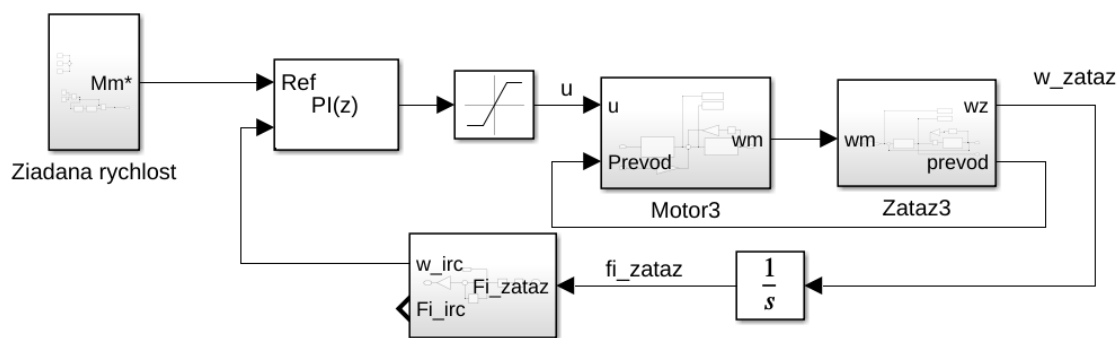 w_zataz
Mm*
Ref
PI(z)
u
u
Prevod
wm
wm
wz
prevod
Ziadana rychlost
Motor3
Zataz3
w_irc
Fi_zataz
Fi_irc
fi_zataz
1
s